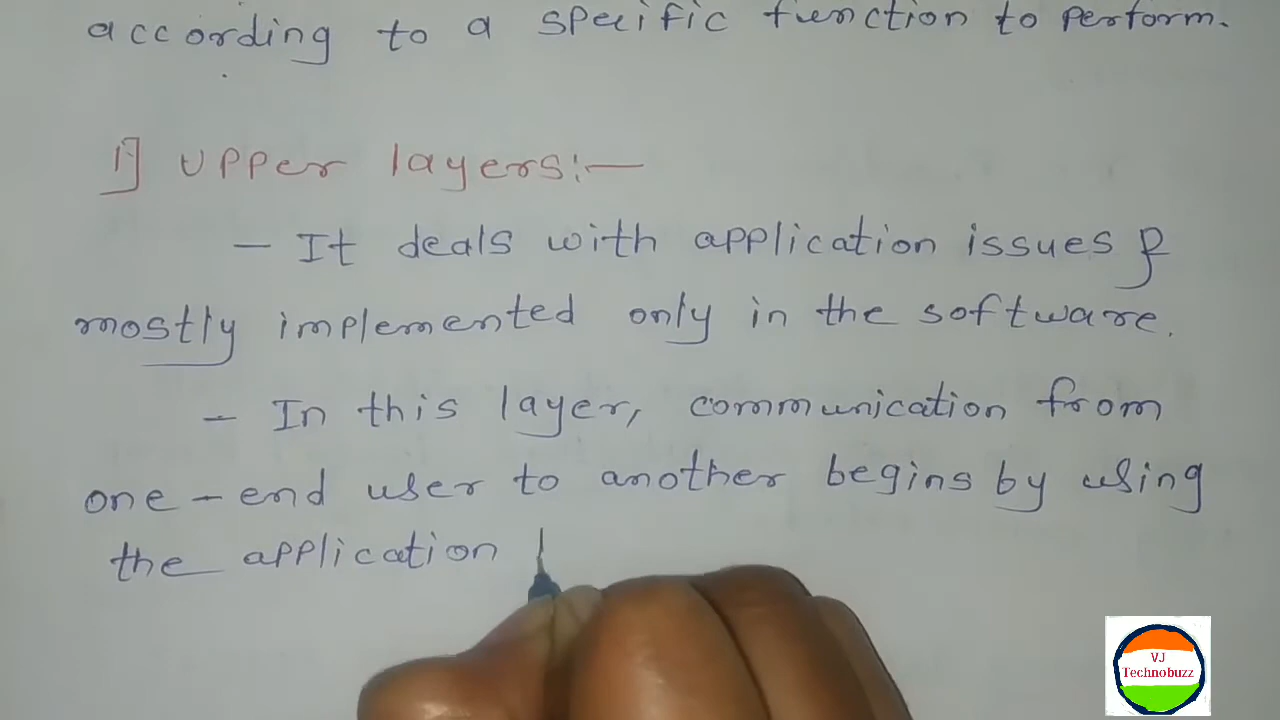 according to a specific function to perform.
1] Upper layers:—
— It deals with application issues &
mostly implemented only in the software.
— In this layer, communication from
one-end user to another begins by using
the application
VJ
Technobuzz